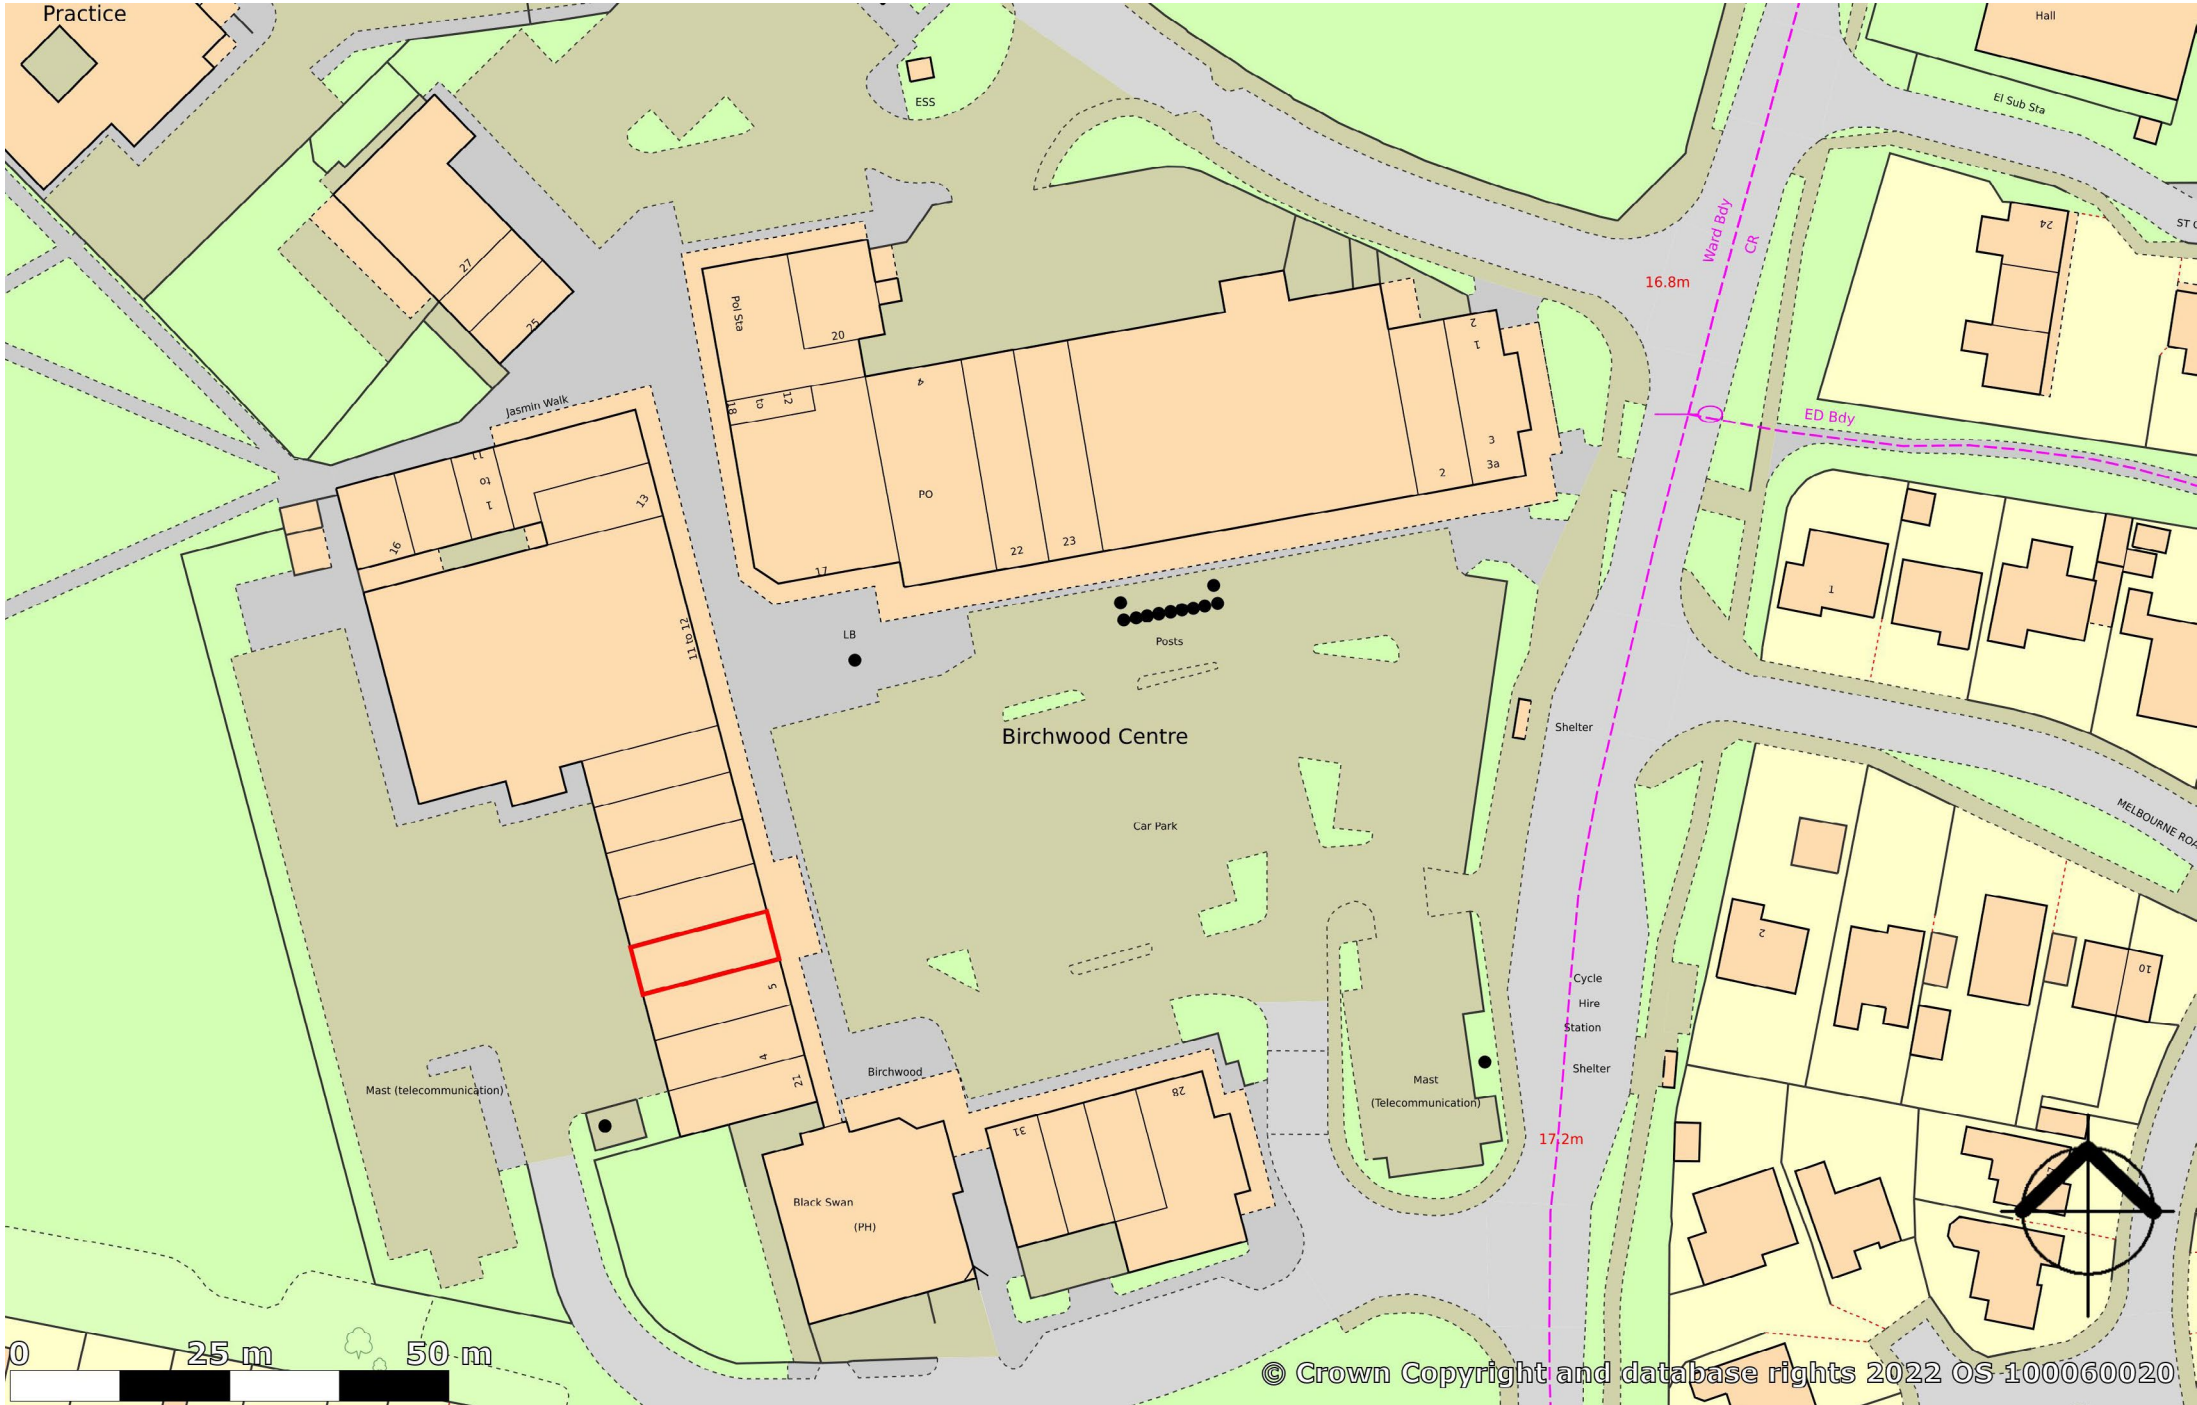 Practice
Hall
ESS
El Sub Sta
Ward Bdy
CR
24
ST
16.8m
27
25
Pol Sta
20
18
to
12
4
2
1
ED Bdy
Jasmin Walk
11
to
1
13
16
PO
3
3a
2
22
23
17
11 to 12
LB
Posts
1
Shelter
Birchwood Centre
Car Park
MELBOURNE ROA
2
10
5
Cycle
Hire
Station
Shelter
4
21
Birchwood
Mast (telecommunication)
Mast
(Telecommunication)
28
31
17.2m
Black Swan
(PH)
0
25 m
50 m
© Crown Copyright and database rights 2022 OS 100060020